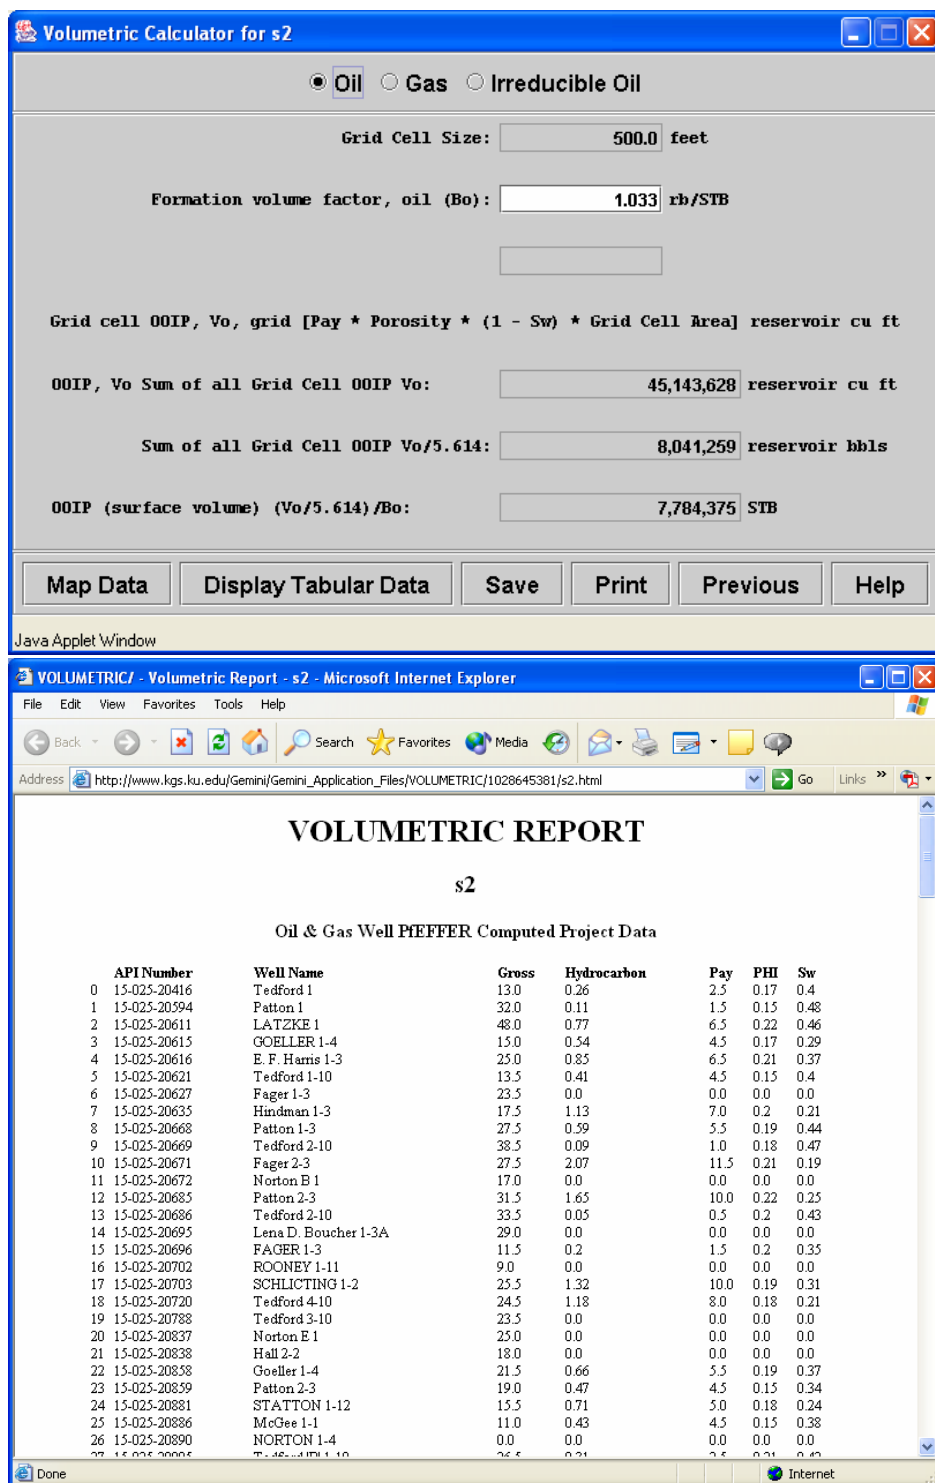 Volumetric Calculator for s2
Oil Gas Irreducible Oil
Grid Cell Size: 500.0 feet
Formation volume factor, oil (Bo): 1.033 rb/STB
Grid cell OOIP, Vo, grid [Pay * Porosity * (1 - Sw) * Grid Cell Area] reservoir cu ft
OOIP, Vo Sum of all Grid Cell OOIP Vo: 45,143,628 reservoir cu ft
Sum of all Grid Cell OOIP Vo/5.614: 8,041,259 reservoir bbls
OOIP (surface volume) (Vo/5.614)/Bo: 7,784,375 STB
Map Data Display Tabular Data Save Print Previous Help
Java Applet Window
VOLUMETRIC/ - Volumetric Report - s2 - Microsoft Internet Explorer
File Edit View Favorites Tools Help
Back Search Favorites Media
Address http://www.kgs.ku.edu/Gemini/Gemini_Application_Files/VOLUMETRIC/1028645381/s2.html Go Links »
VOLUMETRIC REPORT
s2
Oil & Gas Well PfEFFER Computed Project Data
API Number Well Name Gross Hydrocarbon Pay PHI Sw
0 15-025-20416 Tedford 1 13.0 0.26 2.5 0.17 0.4
1 15-025-20594 Patton 1 32.0 0.11 1.5 0.15 0.48
2 15-025-20611 LATZKE 1 48.0 0.77 6.5 0.22 0.46
3 15-025-20615 GOELLER 1-4 15.0 0.54 4.5 0.17 0.29
4 15-025-20616 E. F. Harris 1-3 25.0 0.85 6.5 0.21 0.37
5 15-025-20621 Tedford 1-10 13.5 0.41 4.5 0.15 0.4
6 15-025-20627 Fager 1-3 23.5 0.0 0.0 0.0 0.0
7 15-025-20635 Hindman 1-3 17.5 1.13 7.0 0.2 0.21
8 15-025-20668 Patton 1-3 27.5 0.59 5.5 0.19 0.44
9 15-025-20669 Tedford 2-10 38.5 0.09 1.0 0.18 0.47
10 15-025-20671 Fager 2-3 27.5 2.07 11.5 0.21 0.19
11 15-025-20672 Norton B 1 17.0 0.0 0.0 0.0 0.0
12 15-025-20685 Patton 2-3 31.5 1.65 10.0 0.22 0.25
13 15-025-20686 Tedford 2-10 33.5 0.05 0.5 0.2 0.43
14 15-025-20695 Lena D. Boucher 1-3A 29.0 0.0 0.0 0.0 0.0
15 15-025-20696 FAGER 1-3 11.5 0.2 1.5 0.2 0.35
16 15-025-20702 ROONEY 1-11 9.0 0.0 0.0 0.0 0.0
17 15-025-20703 SCHLICTING 1-2 25.5 1.32 10.0 0.19 0.31
18 15-025-20720 Tedford 4-10 24.5 1.18 8.0 0.18 0.21
19 15-025-20788 Tedford 3-10 23.5 0.0 0.0 0.0 0.0
20 15-025-20837 Norton E 1 25.0 0.0 0.0 0.0 0.0
21 15-025-20838 Hall 2-2 18.0 0.0 0.0 0.0 0.0
22 15-025-20858 Goeller 1-4 21.5 0.66 5.5 0.19 0.37
23 15-025-20859 Patton 2-3 19.0 0.47 4.5 0.15 0.34
24 15-025-20881 STATTON 1-12 15.5 0.71 5.0 0.18 0.24
25 15-025-20886 McGee 1-1 11.0 0.43 4.5 0.15 0.38
26 15-025-20890 NORTON 1-4 0.0 0.0 0.0 0.0 0.0
Done Internet